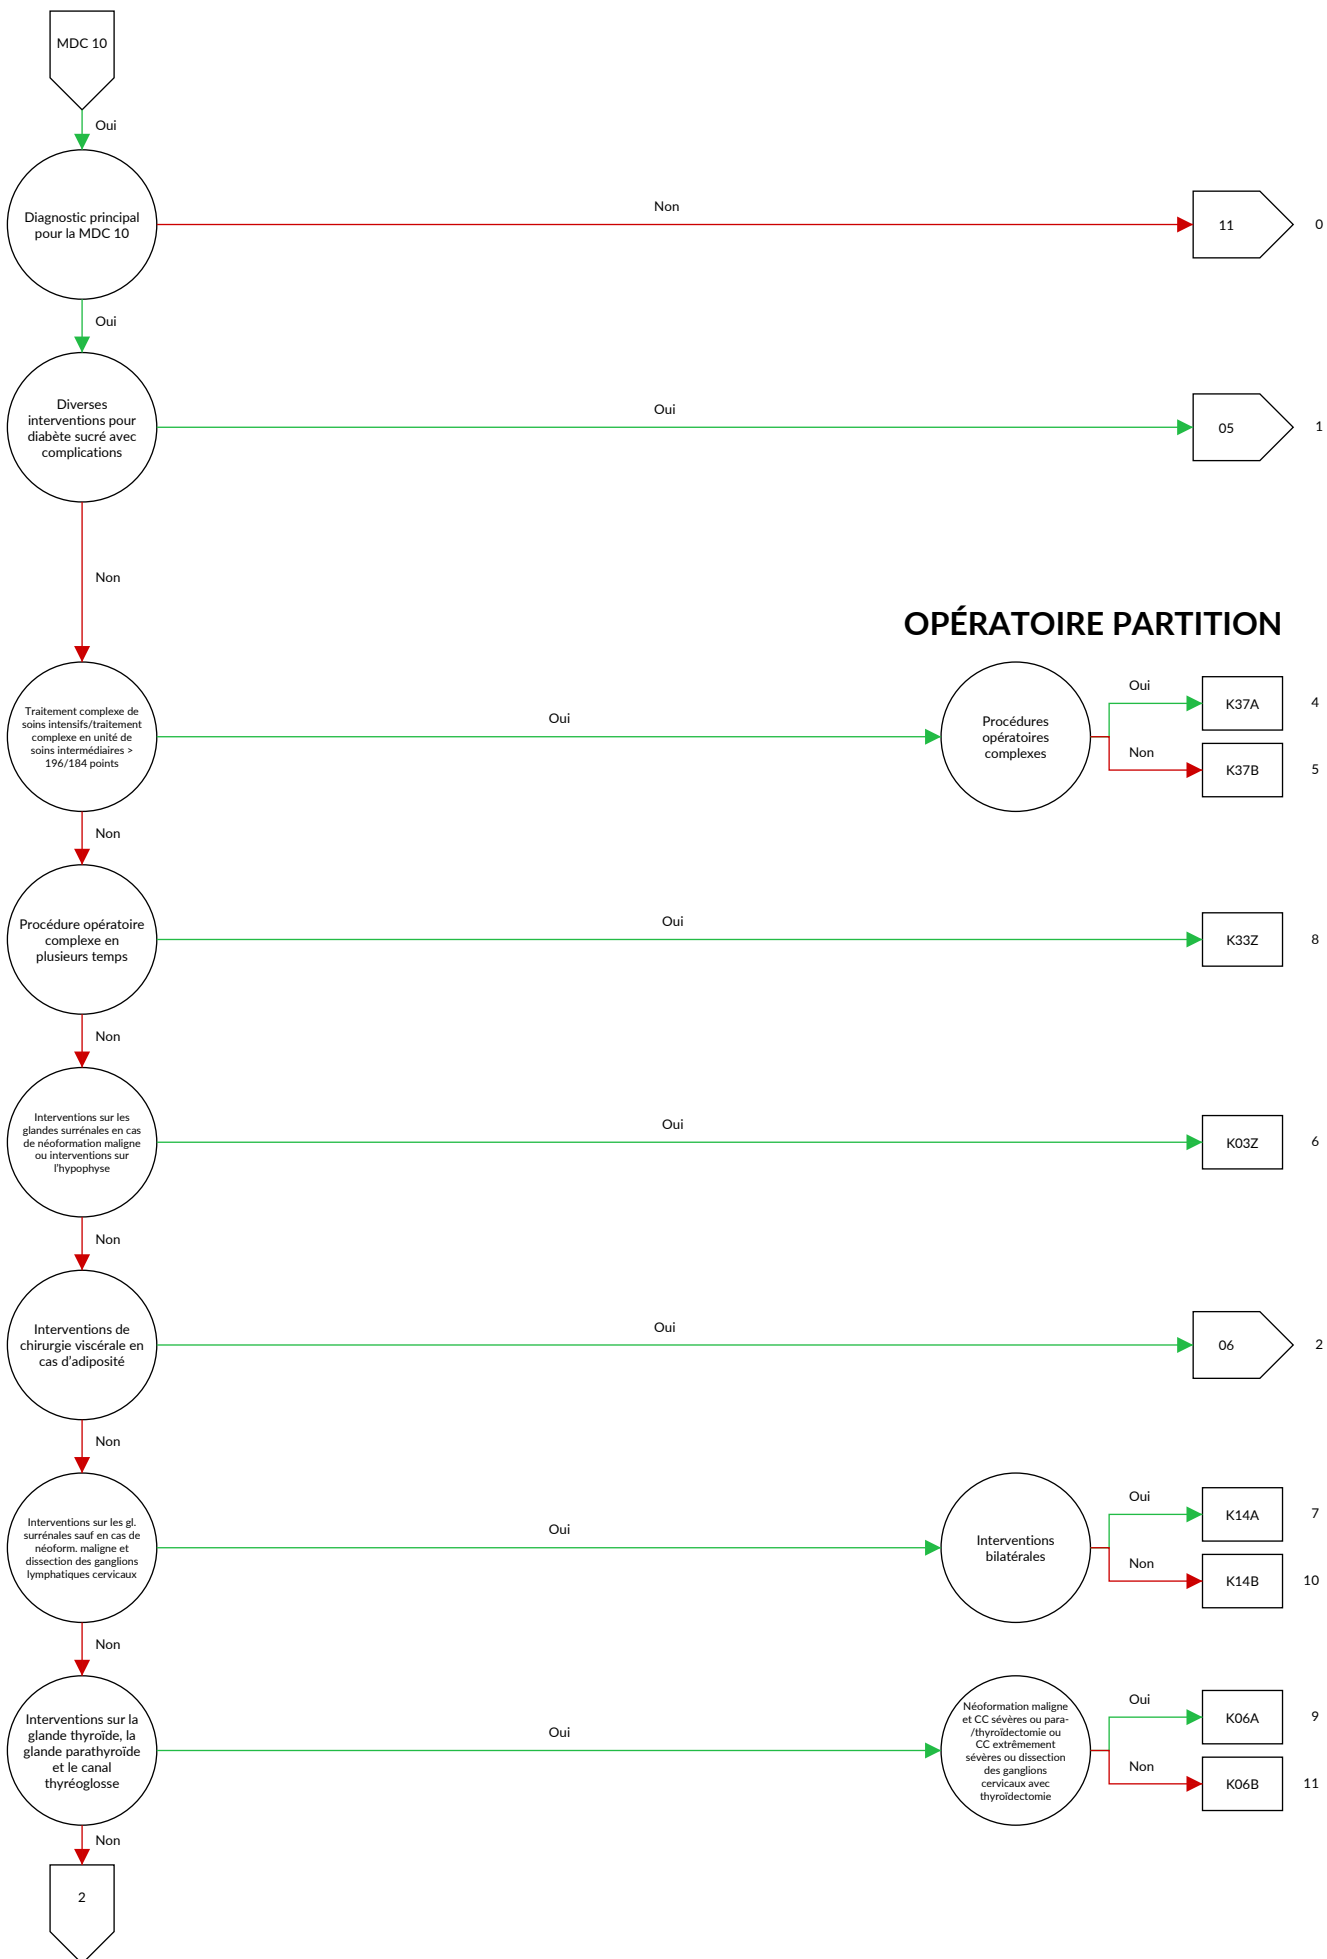 MDC 10
Oui
Diagnostic principal
pour la MDC 10
Non
11
0
Oui
Diverses
interventions pour
diabète sucré avec
complications
Oui
05
1
Non
OPÉRATOIRE PARTITION
Traitement complexe de
soins intensifs/traitement
complexe en unité de
soins intermédiaires >
196/184 points
Oui
Procédures
opératoires
complexes
Oui
K37A
4
Non
K37B
5
Non
Procédure opératoire
complexe en
plusieurs temps
Oui
K33Z
8
Non
Interventions sur les
glandes surrénales en cas
de néoformation maligne
ou interventions sur
l'hypophyse
Oui
K03Z
6
Non
Interventions de
chirurgie viscérale en
cas d'adiposité
Oui
06
2
Non
Interventions sur les gl.
surrénales sauf en cas de
néoform. maligne et
dissection des ganglions
lymphatiques cervicaux
Oui
Interventions
bilatérales
Oui
K14A
7
Non
K14B
10
Non
Interventions sur la
glande thyroïde, la
glande parathyroïde
et le canal
thyréoglosse
Oui
Néoformation maligne
et CC sévères ou para-
/thyroïdectomie ou
CC extrêmement
sévères ou dissection
des ganglions
cervicaux avec
thyroïdectomie
Oui
K06A
9
Non
K06B
11
Non
2